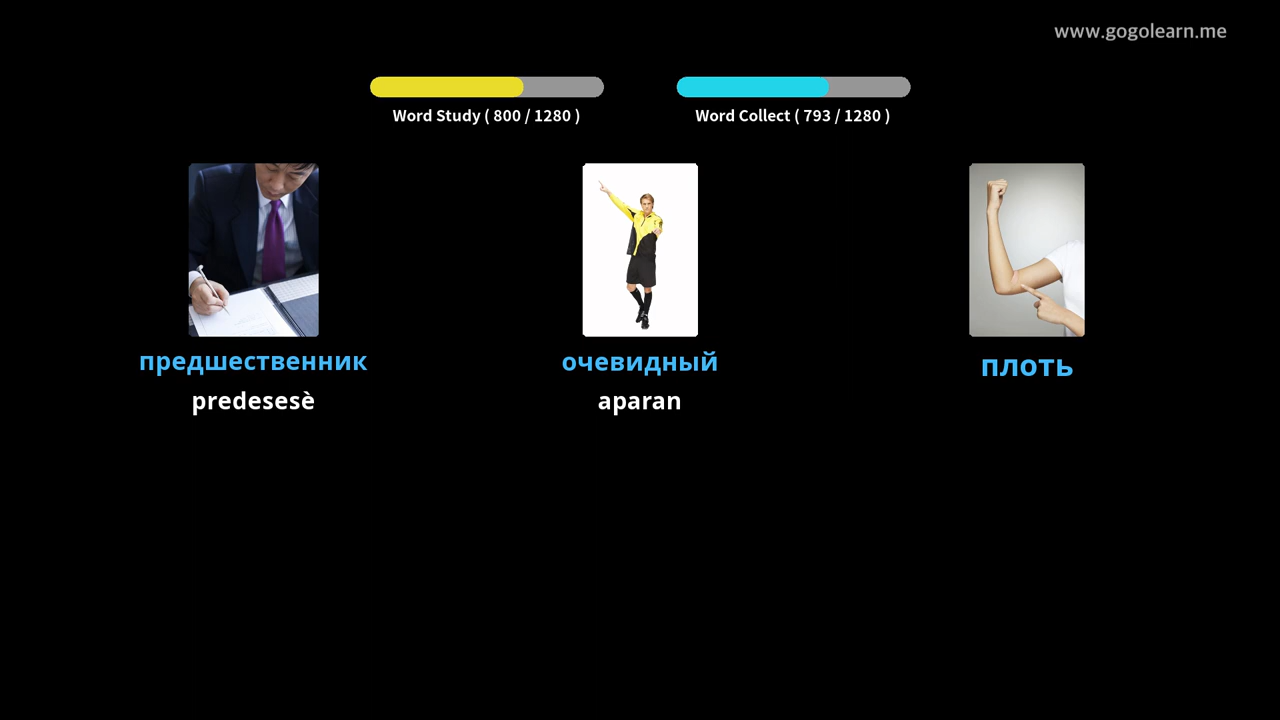 www.gogolearn.me
Word Study ( 800 / 1280 )
Word Collect ( 793 / 1280 )
предшественник
predesesè
очевидный
aparan
плоть